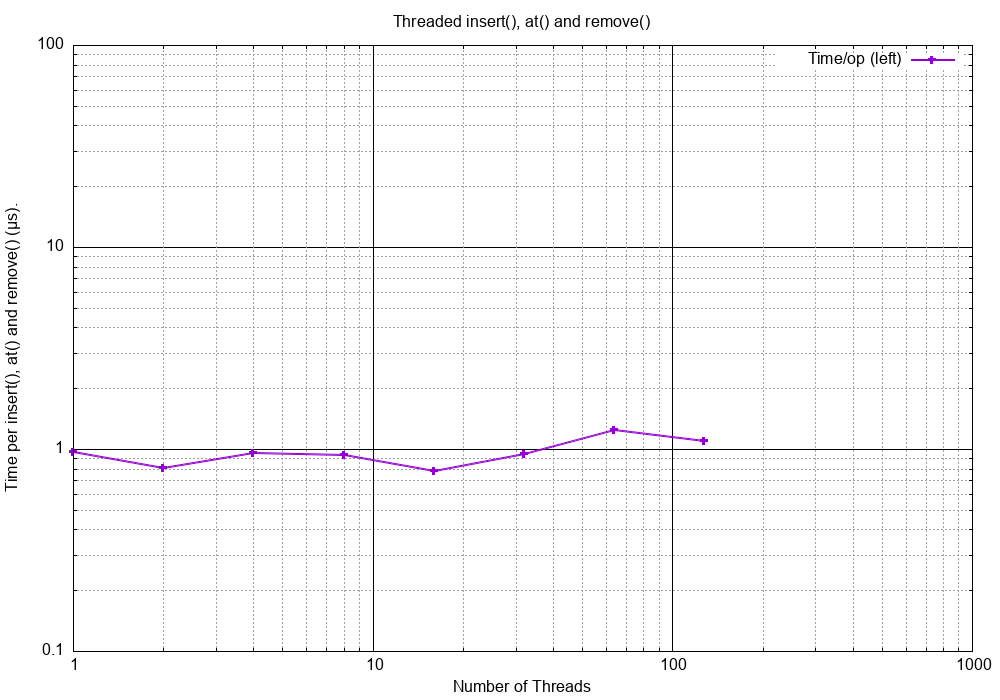 Threaded insert(), at() and remove()
Time/op (left)
100
10
1
0.1
Time per insert(), at() and remove() (µs).
1 10 100 1000
Number of Threads